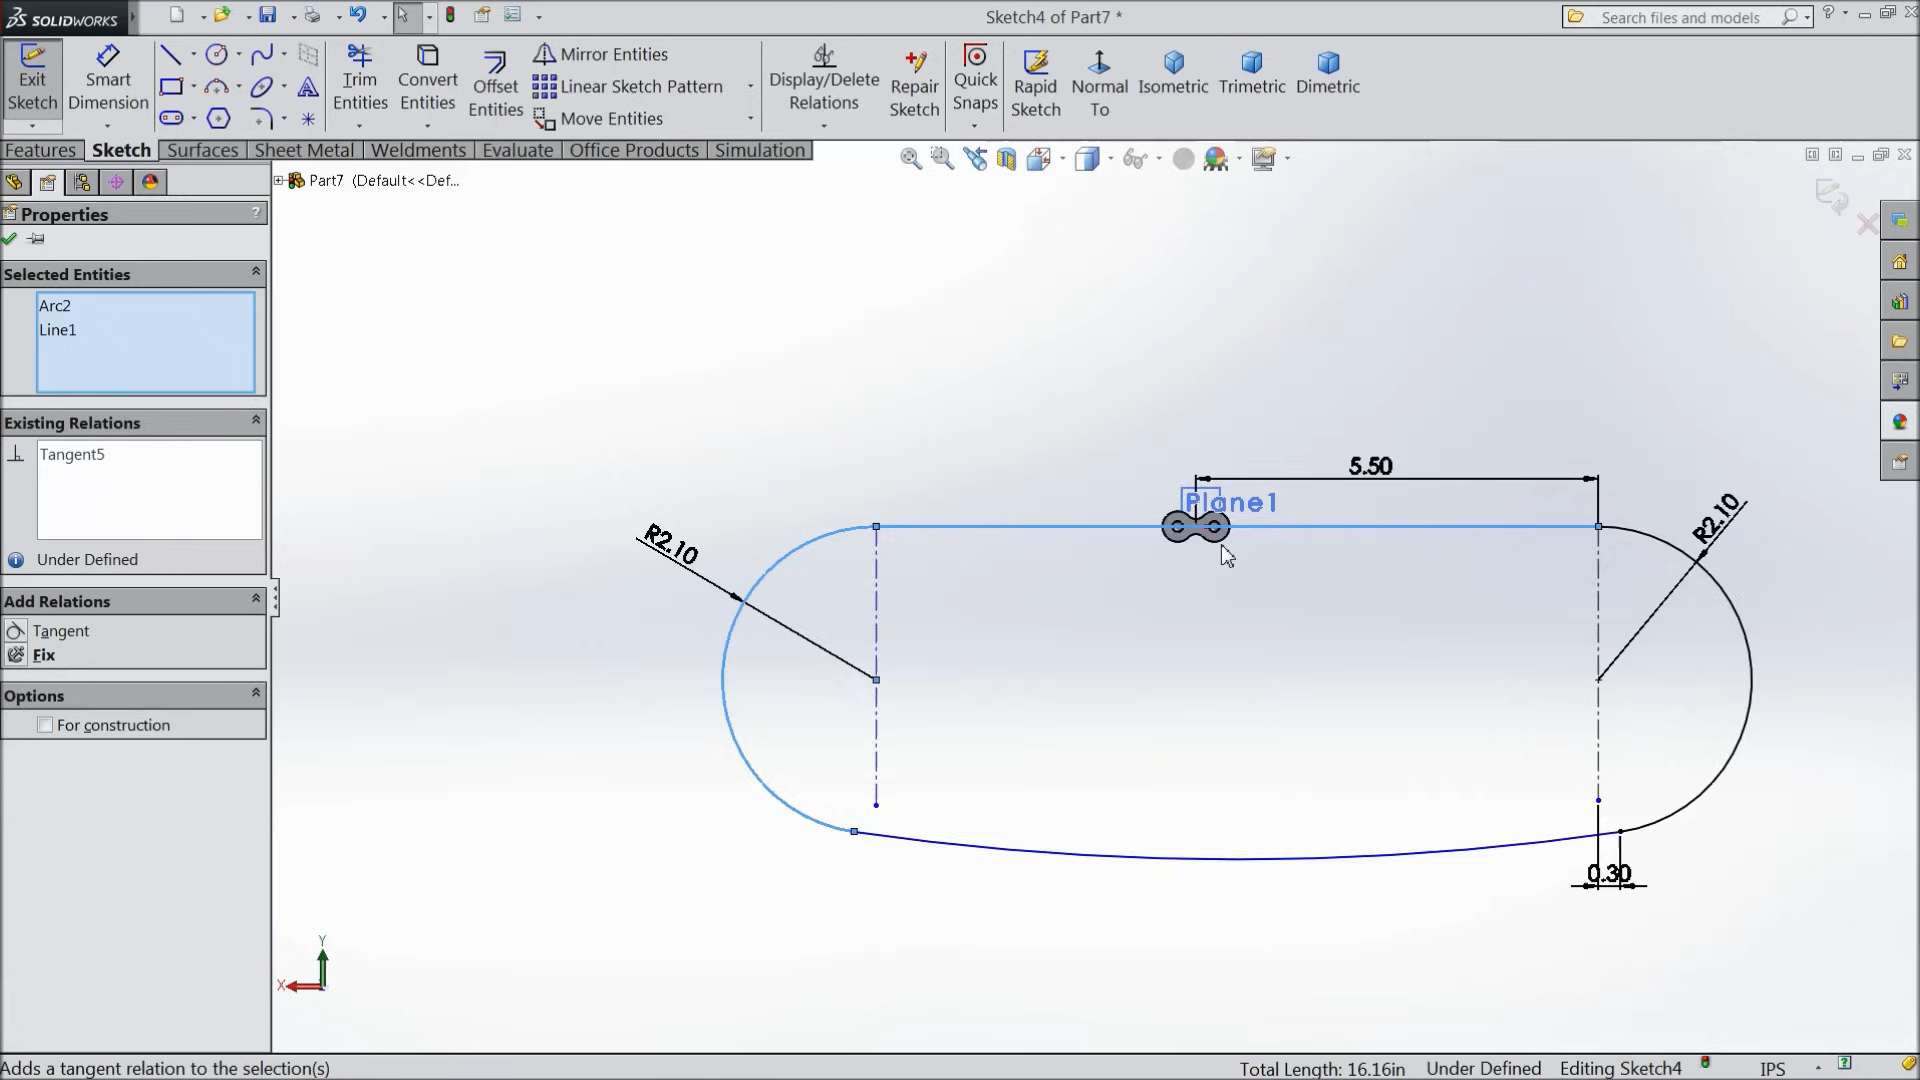 SOLIDWORKS
Sketch4 of Part7 *
Search files and models
Exit Sketch
Smart Dimension
Trim Entities
Convert Entities
Offset Entities
Mirror Entities
Linear Sketch Pattern
Move Entities
Display/Delete Relations
Repair Sketch
Quick Snaps
Rapid Sketch
Normal To
Isometric
Trimetric
Dimetric
Features
Sketch
Surfaces
Sheet Metal
Weldments
Evaluate
Office Products
Simulation
Part7 (Default<<Def...
Properties
?
Selected Entities
Arc2
Line1
Existing Relations
Tangent5
Under Defined
Add Relations
Tangent
Fix
Options
For construction
5.50
Plane1
R2.10
R2.10
0.30
Y
X
Adds a tangent relation to the selection(s)
Total Length: 16.16in
Under Defined
Editing Sketch4
IPS